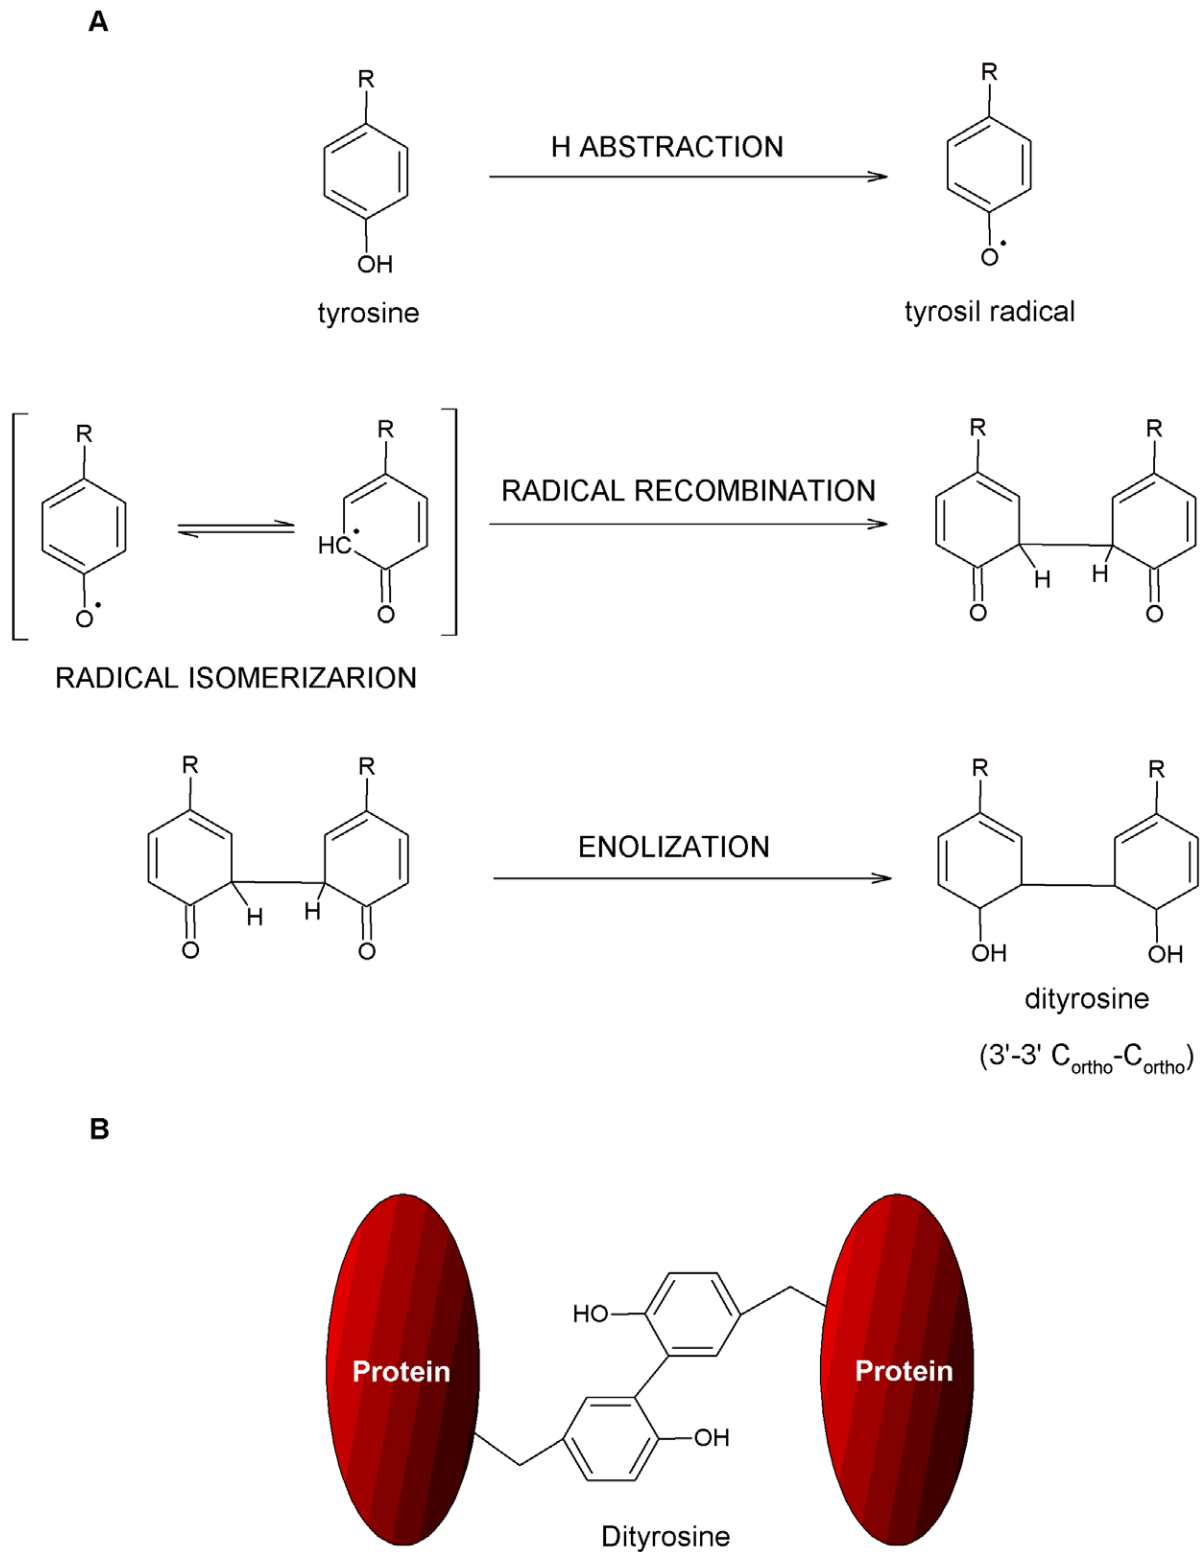 A
R
R
H ABSTRACTION
OH
O•
tyrosine
tyrosil radical
R
R
R
R
RADICAL RECOMBINATION
HC•
H
H
O•
O
O
O
RADICAL ISOMERIZARION
R
R
R
R
ENOLIZATION
H
H
O
O
OH
OH
dityrosine
(3'-3' Cortho-Cortho)
B
HO
Protein
Protein
OH
Dityrosine